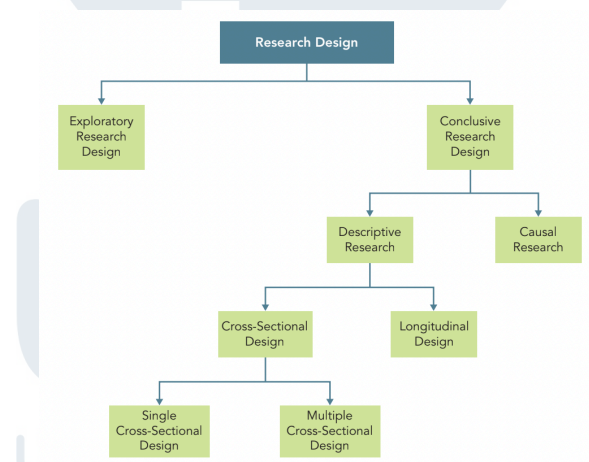 Research Design
Exploratory
Research
Design
Conclusive
Research
Design
Descriptive
Research
Causal
Research
Cross-Sectional
Design
Longitudinal
Design
Single
Cross-Sectional
Design
Multiple
Cross-Sectional
Design